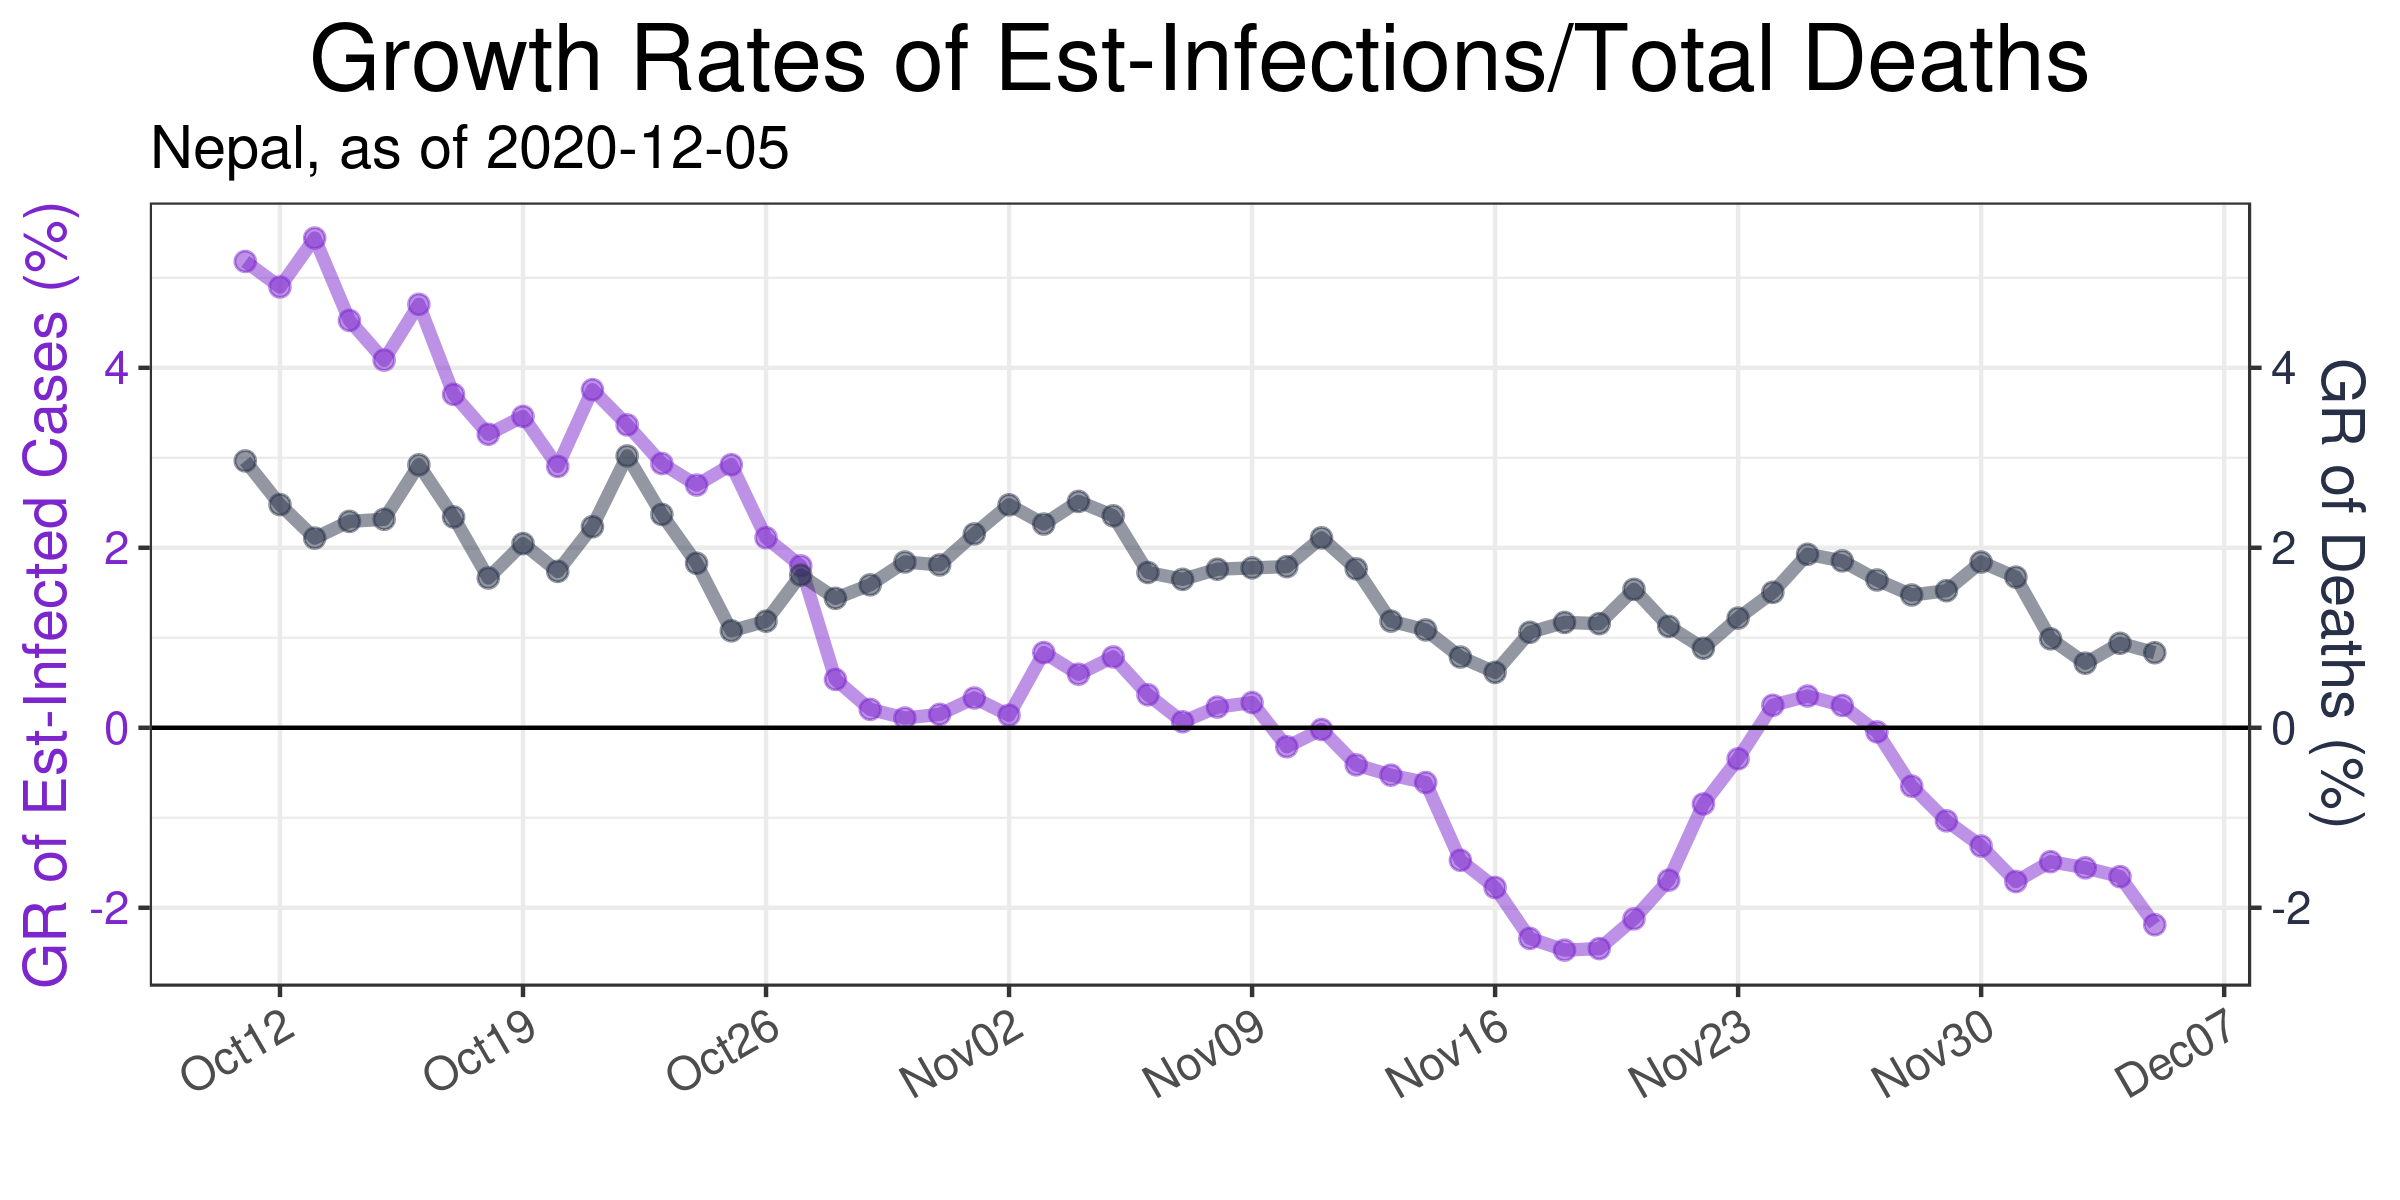 Growth Rates of Est-Infections/Total Deaths
Nepal, as of 2020-12-05
GR of Est-Infected Cases (%)
4
2
0
-2
4
2
0
-2
GR of Deaths (%)
Oct12
Oct19
Oct26
Nov02
Nov09
Nov16
Nov23
Nov30
Dec07